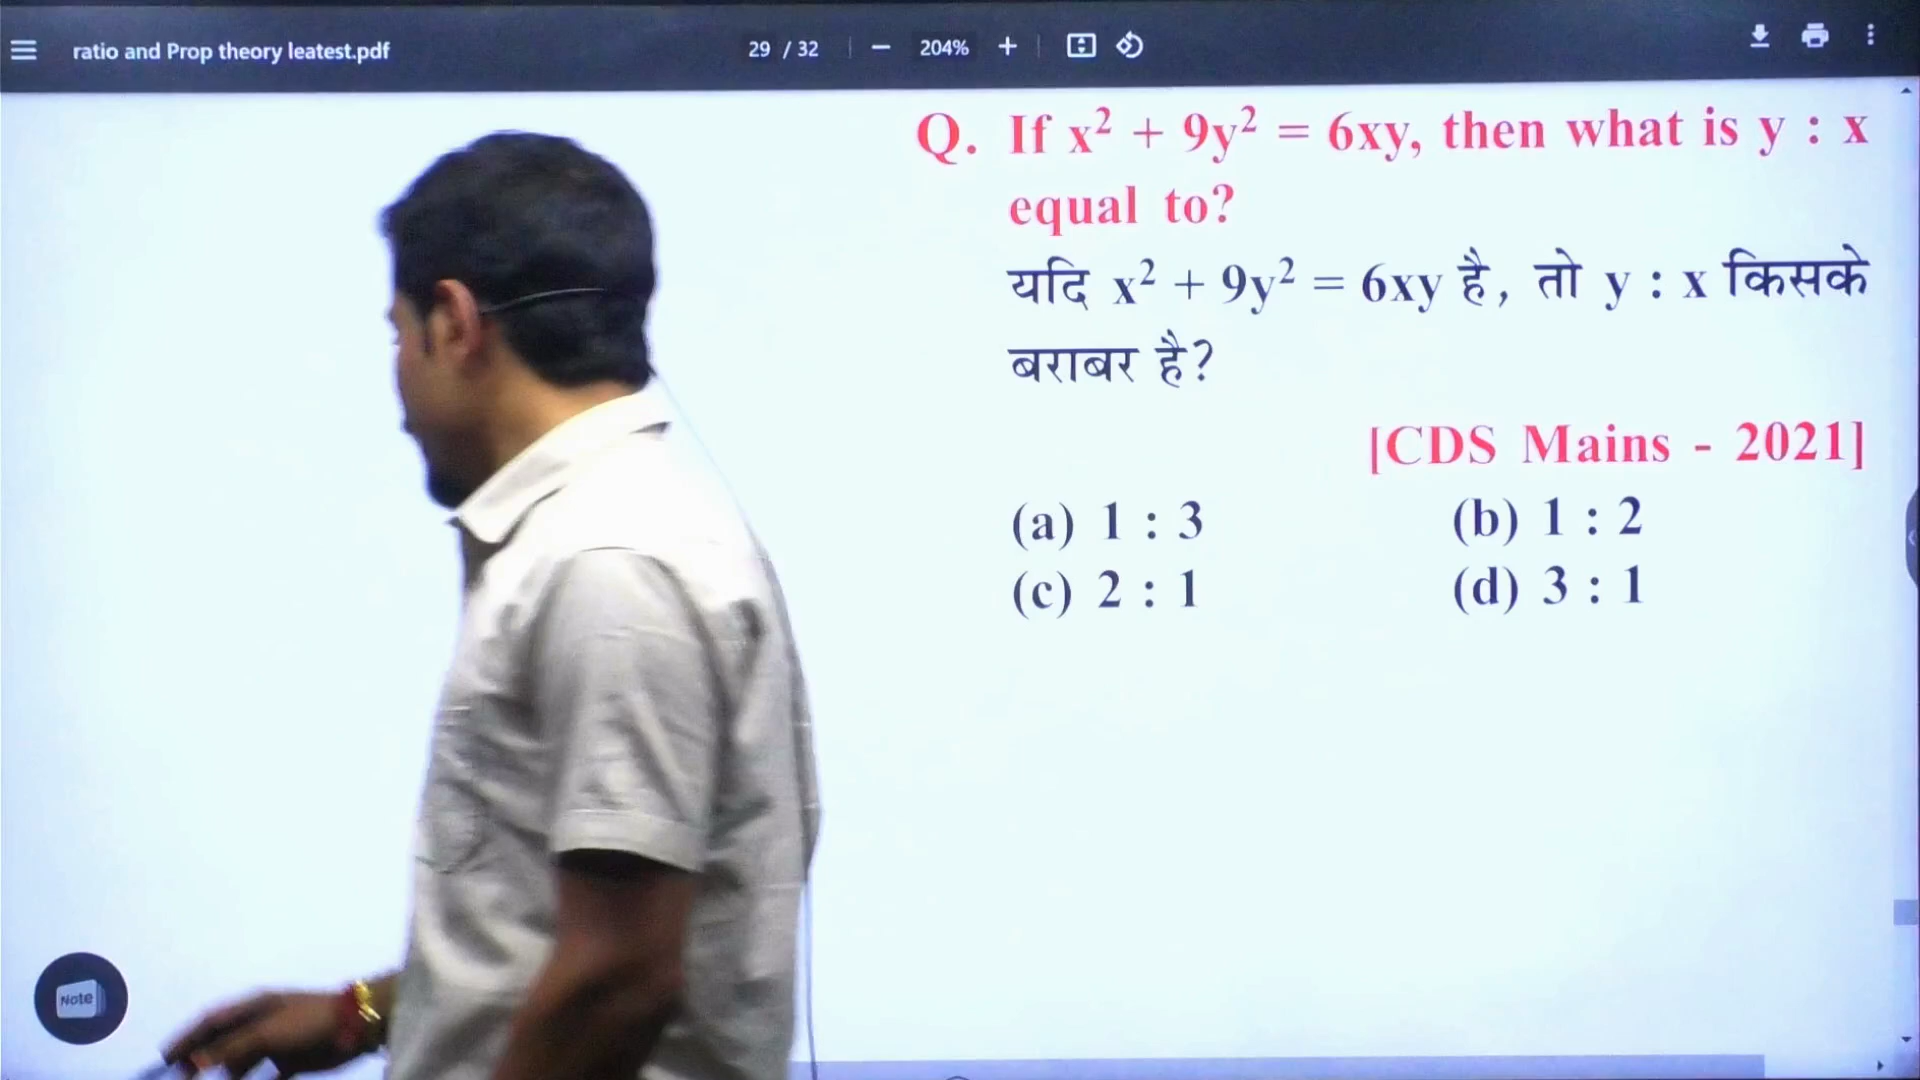 ratio and Prop theory leatest.pdf
29 / 32
204%
Q. If x² + 9y² = 6xy, then what is y : x
equal to?
यदि x² + 9y² = 6xy है, तो y : x किसके
बराबर है?
[CDS Mains - 2021]
(a) 1 : 3 (b) 1 : 2
(c) 2 : 1 (d) 3 : 1
Note